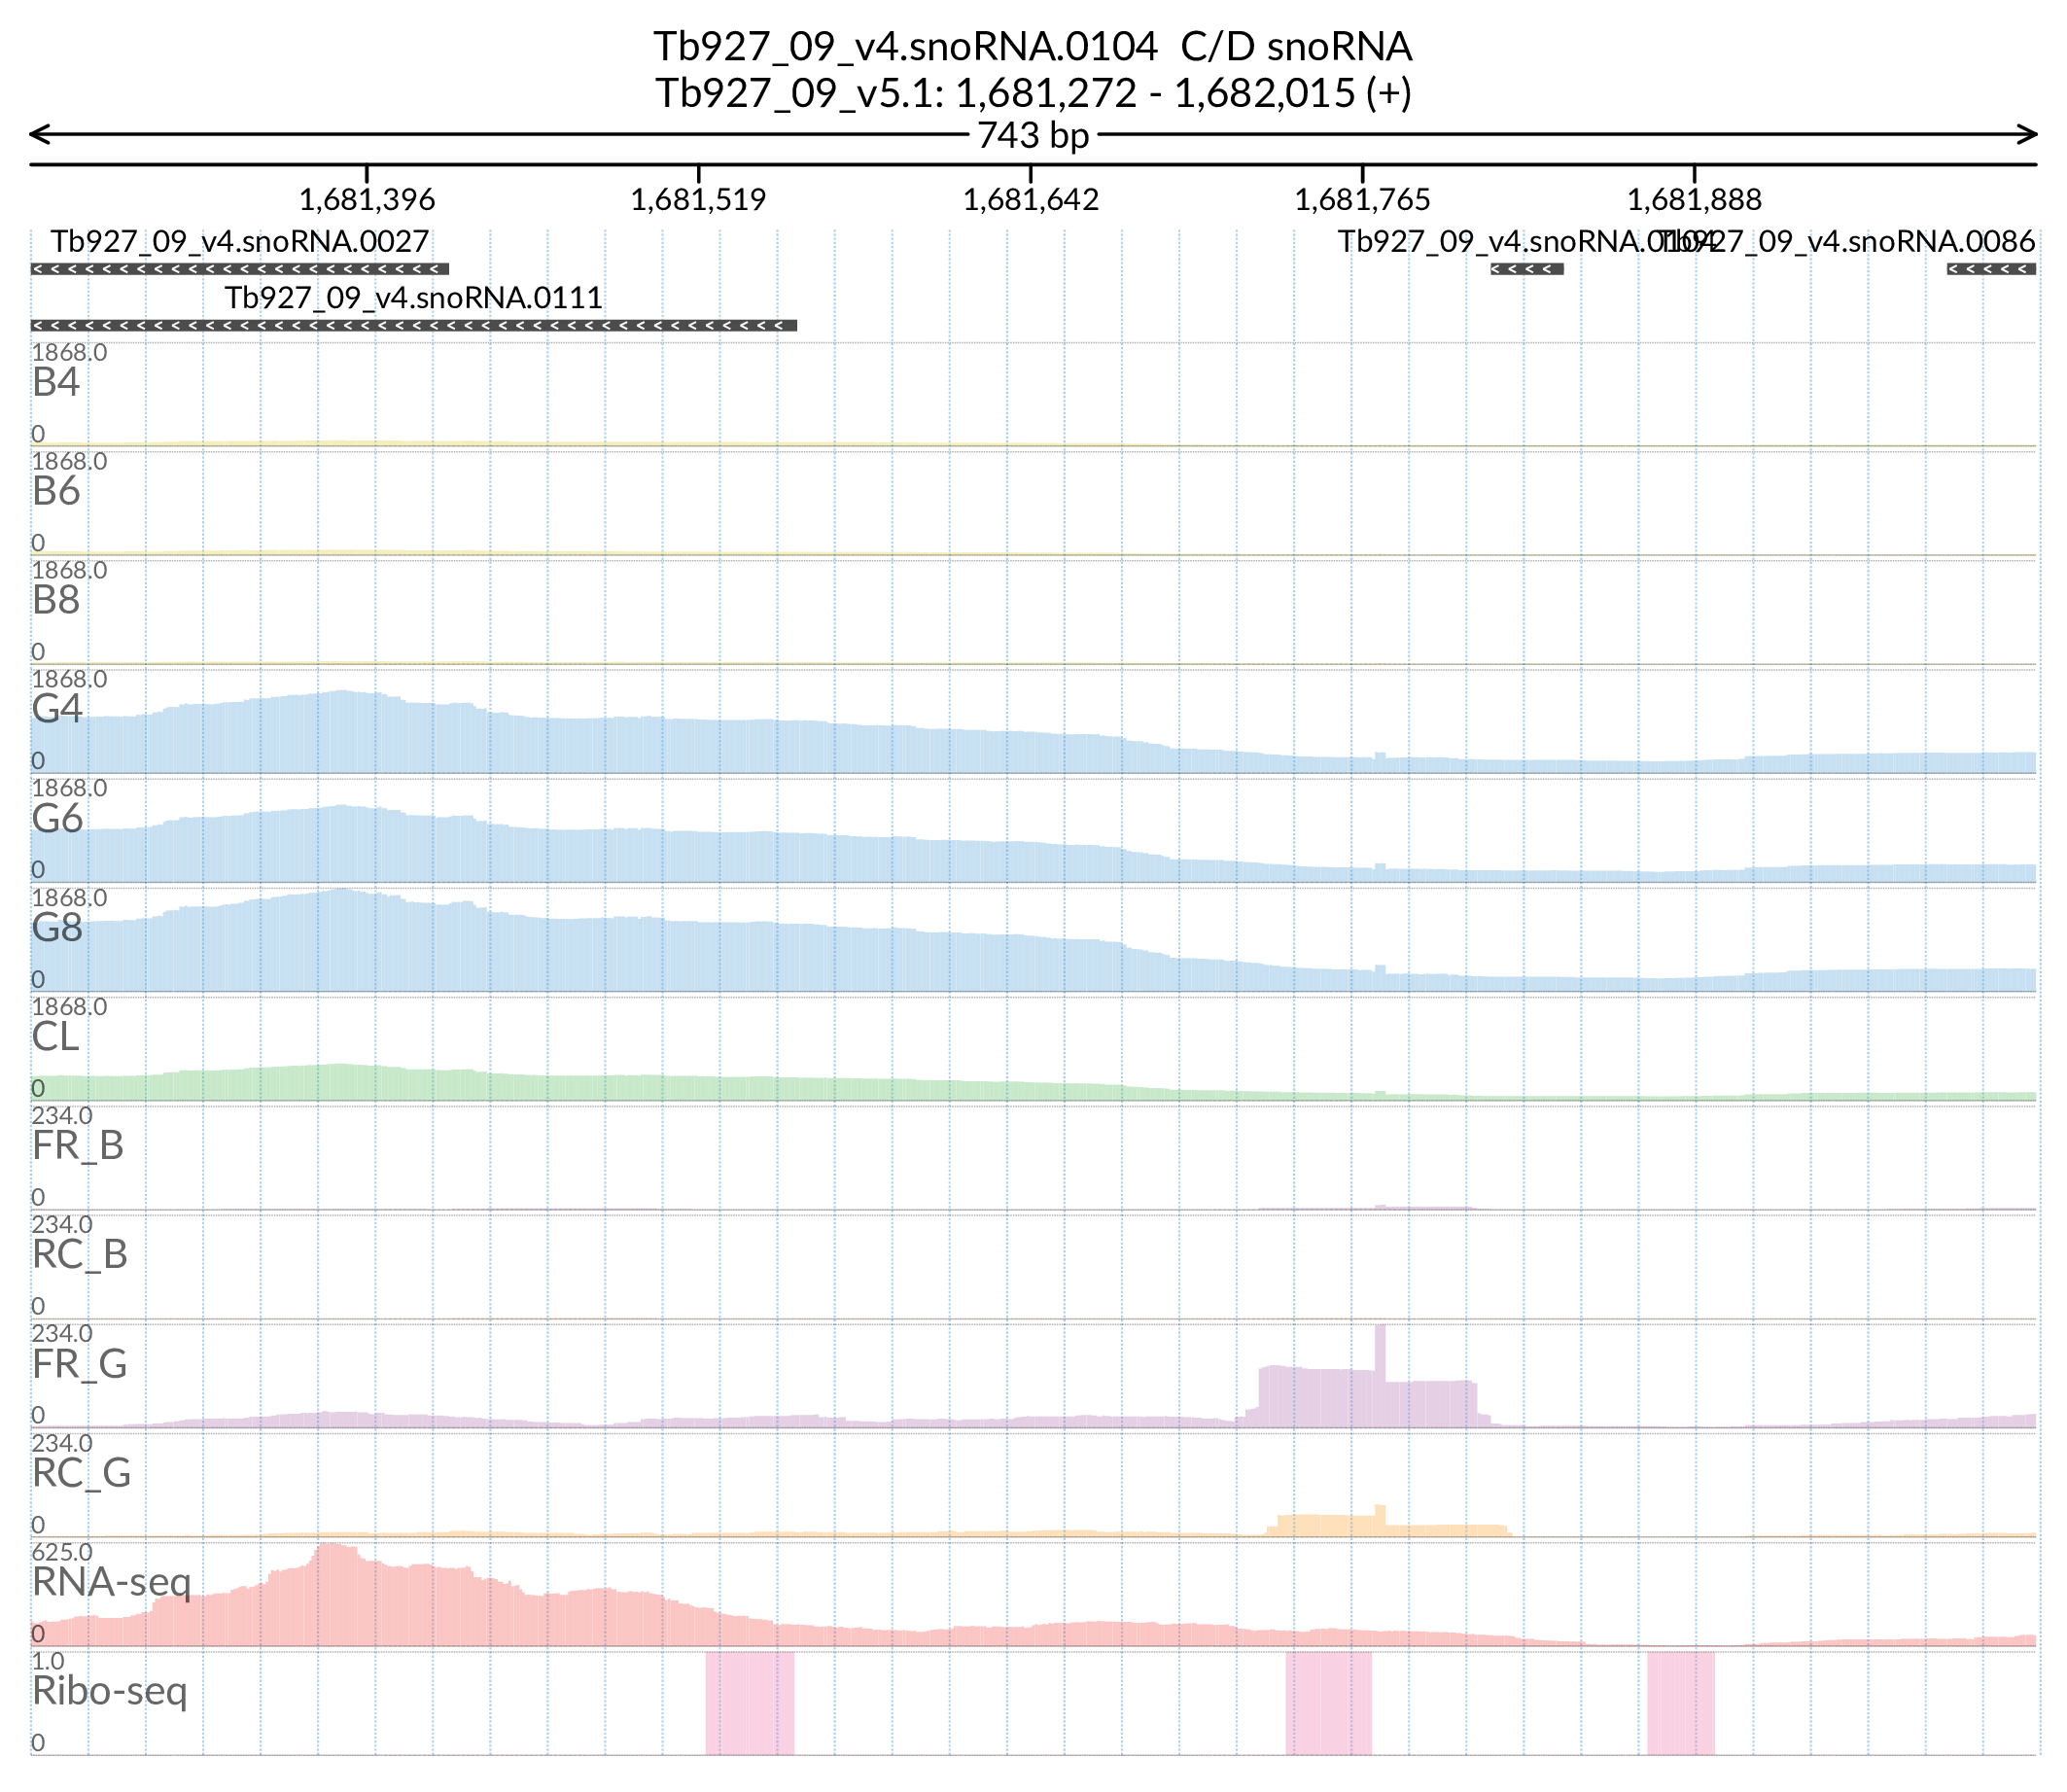 Tb927_09_v4.snoRNA.0104 C/D snoRNA
Tb927_09_v5.1: 1,681,272 - 1,682,015 (+)
743 bp
1,681,396 1,681,519 1,681,642 1,681,765 1,681,888
Tb927_09_v4.snoRNA.0027 Tb927_09_v4.snoRNA.0104 Tb927_09_v4.snoRNA.0086
Tb927_09_v4.snoRNA.0111
1868.0
B4
0
1868.0
B6
0
1868.0
B8
0
1868.0
G4
0
1868.0
G6
0
1868.0
G8
0
1868.0
CL
0
234.0
FR_B
0
234.0
RC_B
0
234.0
FR_G
0
234.0
RC_G
0
625.0
RNA-seq
0
1.0
Ribo-seq
0